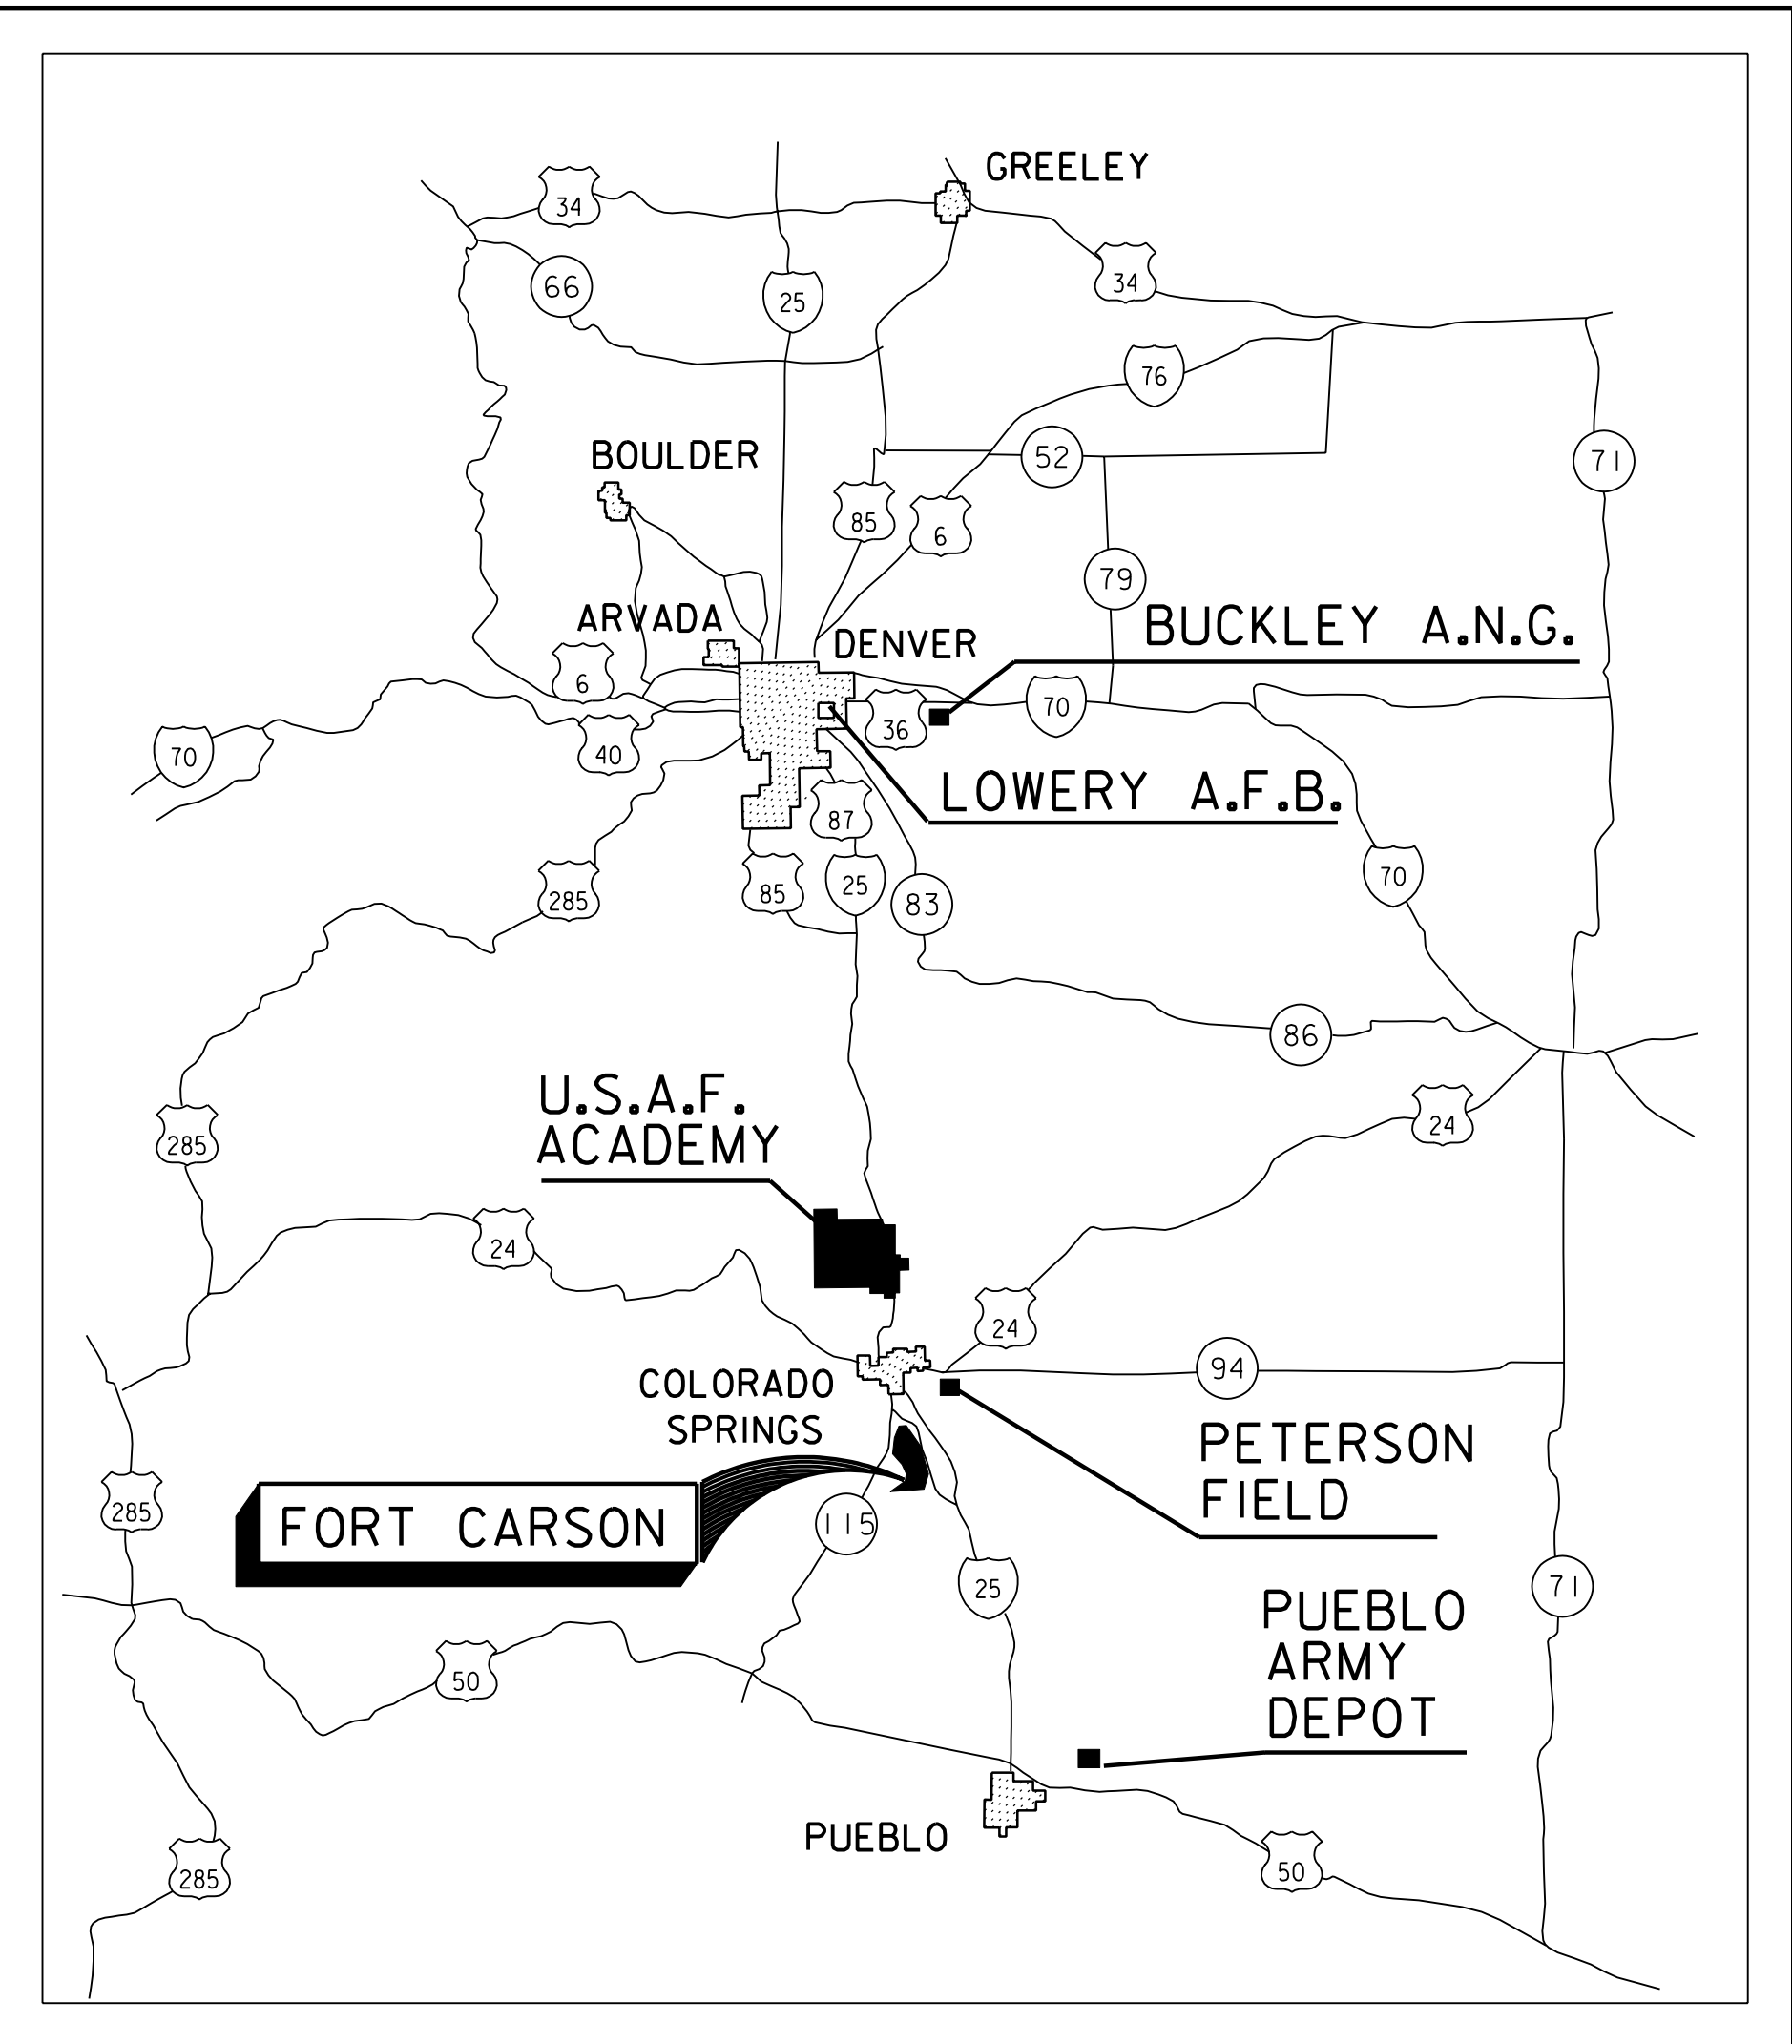 GREELEY
34
66
25
34
76
BOULDER
52
71
85
6
79
ARVADA
DENVER
BUCKLEY A.N.G.
6
70
36
40
70
LOWERY A.F.B.
87
285
85
25
83
70
86
U.S.A.F.
ACADEMY
285
24
24
24
94
COLORADO
SPRINGS
PETERSON
FIELD
285
FORT CARSON
115
25
71
PUEBLO
ARMY
DEPOT
50
PUEBLO
285
50